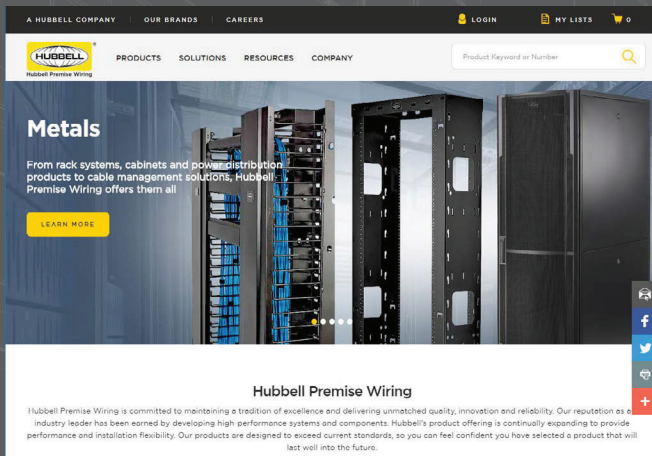 A HUBBELL COMPANY
OUR BRANDS
CAREERS
LOGIN
MY LISTS
0
HUBBELL
®
Hubbell Premise Wiring
PRODUCTS
SOLUTIONS
RESOURCES
COMPANY
Product Keyword or Number
Metals
From rack systems, cabinets and power distribution
products to cable management solutions, Hubbell
Premise Wiring offers them all
LEARN MORE
Hubbell Premise Wiring
Hubbell Premise Wiring is committed to maintaining a tradition of excellence and delivering unmatched quality, innovation and reliability. Our reputation as
industry leader has been earned by developing high performance systems and components. Hubbell's product offering is continually expanding to provide
performance and installation flexibility. Our products are designed to exceed current standards, so you can feel confident you have selected a product that will
last well into the future.